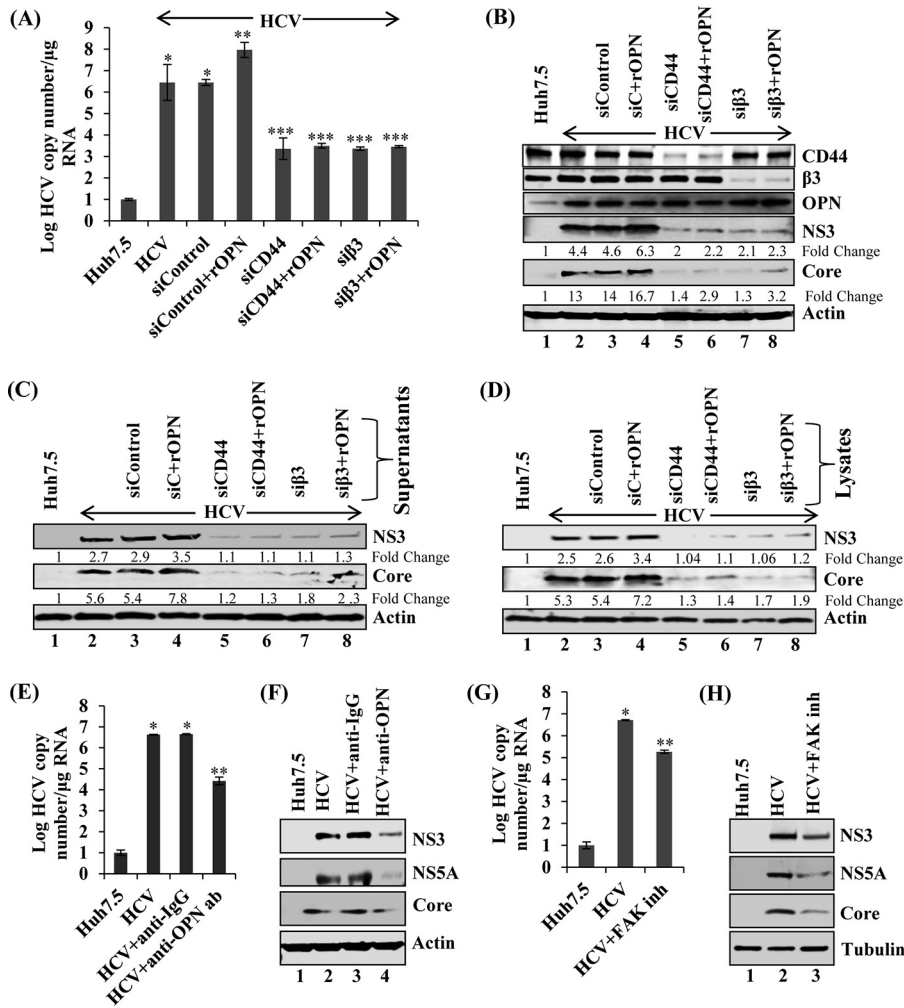 (A)
HCV
Log HCV copy number/μg
RNA
9
8
7
6
5
4
3
2
1
0
* * ** *** *** *** ***
Huh7.5
HCV
siControl
siControl+rOPN
siCD44
siCD44+rOPN
siβ3
siβ3+rOPN
(B)
Huh7.5
siControl
siC+rOPN
siCD44
siCD44+rOPN
siβ3
siβ3+rOPN
HCV
CD44
β3
OPN
NS3
1 4.4 4.6 6.3 2 2.2 2.1 2.3 Fold Change
Core
1 13 14 16.7 1.4 2.9 1.3 3.2 Fold Change
Actin
1 2 3 4 5 6 7 8
(C)
Huh7.5
siControl
siC+rOPN
siCD44
siCD44+rOPN
siβ3
siβ3+rOPN
Supernatants
HCV
NS3
1 2.7 2.9 3.5 1.1 1.1 1.1 1.3 Fold Change
Core
1 5.6 5.4 7.8 1.2 1.3 1.8 2.3 Fold Change
Actin
1 2 3 4 5 6 7 8
(D)
Huh7.5
siControl
siC+rOPN
siCD44
siCD44+rOPN
siβ3
siβ3+rOPN
Lysates
HCV
NS3
1 2.5 2.6 3.4 1.04 1.1 1.06 1.2 Fold Change
Core
1 5.3 5.4 7.2 1.3 1.4 1.7 1.9 Fold Change
Actin
1 2 3 4 5 6 7 8
(E)
Log HCV copy
number/μg RNA
8
7
6
5
4
3
2
1
0
* * **
Huh7.5
HCV
HCV+anti-IgG
HCV+anti-OPN ab
(F)
Huh7.5
HCV
HCV+anti-IgG
HCV+anti-OPN
NS3
NS5A
Core
Actin
1 2 3 4
(G)
Log HCV copy
number/μg RNA
8
7
6
5
4
3
2
1
0
* **
Huh7.5
HCV
HCV+FAK inh
(H)
Huh7.5
HCV
HCV+FAK inh
NS3
NS5A
Core
Tubulin
1 2 3